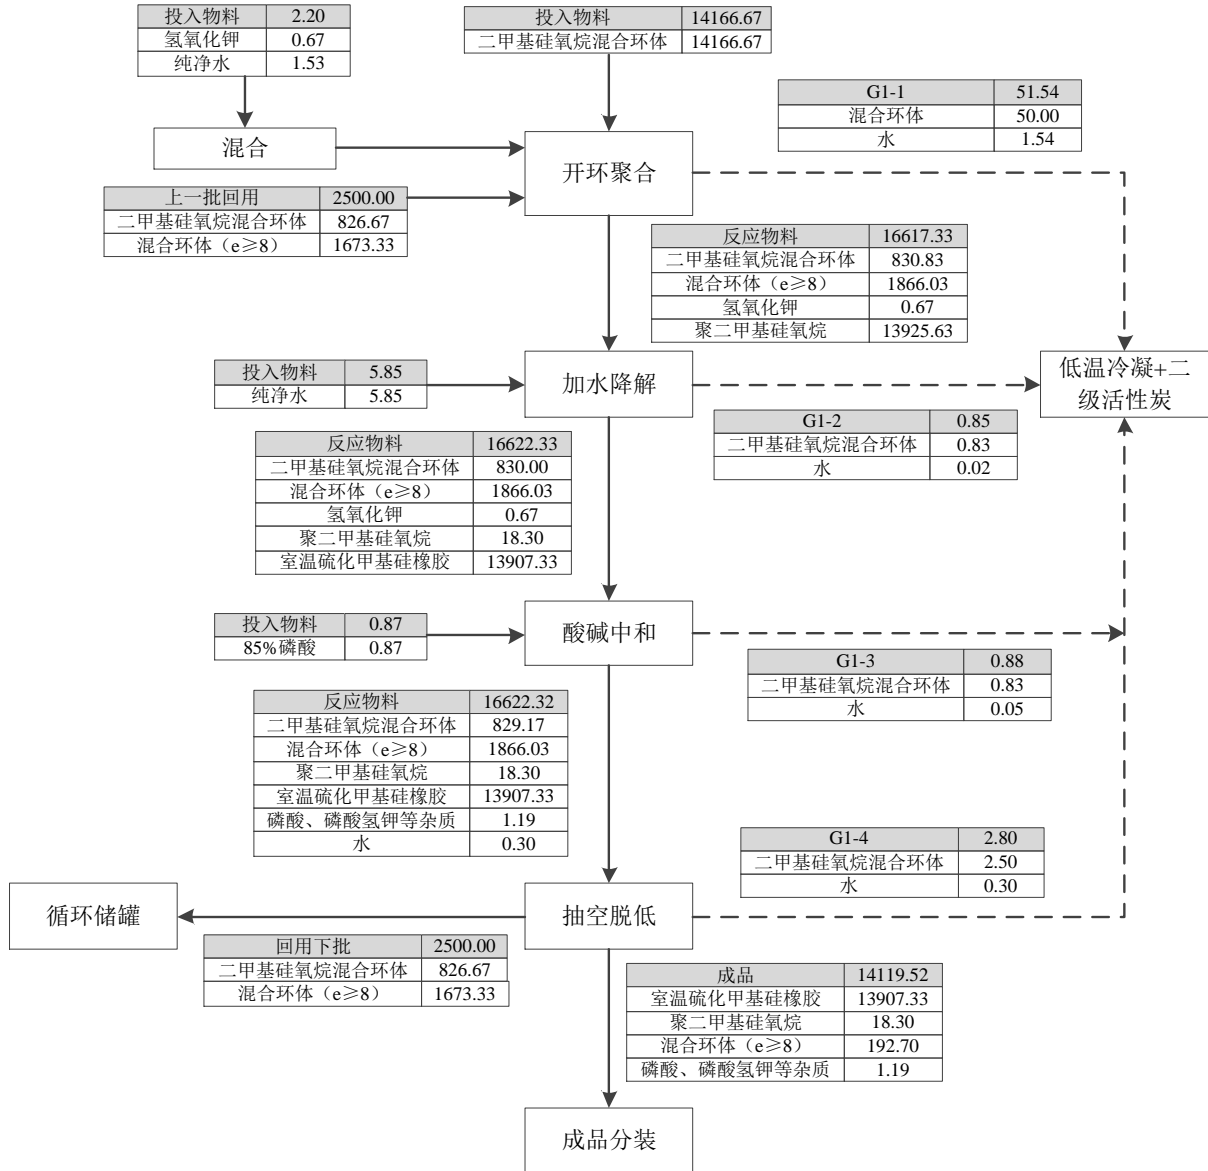 投入物料 2.20
氢氧化钾 0.67
纯净水 1.53
投入物料 14166.67
二甲基硅氧烷混合环体 14166.67
G1-1 51.54
混合环体 50.00
水 1.54
混合
开环聚合
上一批回用 2500.00
二甲基硅氧烷混合环体 826.67
混合环体（e≥8） 1673.33
反应物料 16617.33
二甲基硅氧烷混合环体 830.83
混合环体（e≥8） 1866.03
氢氧化钾 0.67
聚二甲基硅氧烷 13925.63
投入物料 5.85
纯净水 5.85
加水降解
低温冷凝+二
级活性炭
G1-2 0.85
二甲基硅氧烷混合环体 0.83
水 0.02
反应物料 16622.33
二甲基硅氧烷混合环体 830.00
混合环体（e≥8） 1866.03
氢氧化钾 0.67
聚二甲基硅氧烷 18.30
室温硫化甲基硅橡胶 13907.33
投入物料 0.87
85%磷酸 0.87
酸碱中和
G1-3 0.88
二甲基硅氧烷混合环体 0.83
水 0.05
反应物料 16622.32
二甲基硅氧烷混合环体 829.17
混合环体（e≥8） 1866.03
聚二甲基硅氧烷 18.30
室温硫化甲基硅橡胶 13907.33
磷酸、磷酸氢钾等杂质 1.19
水 0.30
G1-4 2.80
二甲基硅氧烷混合环体 2.50
水 0.30
循环储罐
抽空脱低
回用下批 2500.00
二甲基硅氧烷混合环体 826.67
混合环体（e≥8） 1673.33
成品 14119.52
室温硫化甲基硅橡胶 13907.33
聚二甲基硅氧烷 18.30
混合环体（e≥8） 192.70
磷酸、磷酸氢钾等杂质 1.19
成品分装